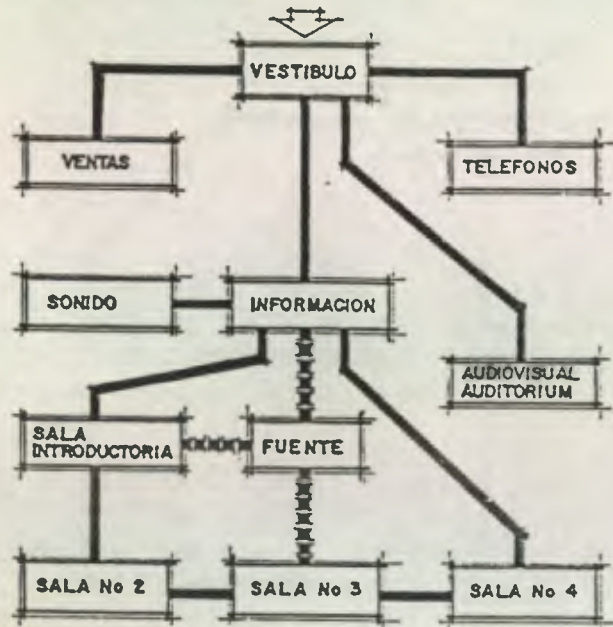 VESTIBULO
VENTAS
TELEFONOS
SONIDO
INFORMACION
AUDIOVISUAL
AUDITORIUM
SALA
INTRODUCTORIA
FUENTE
SALA No 2
SALA No 3
SALA No 4